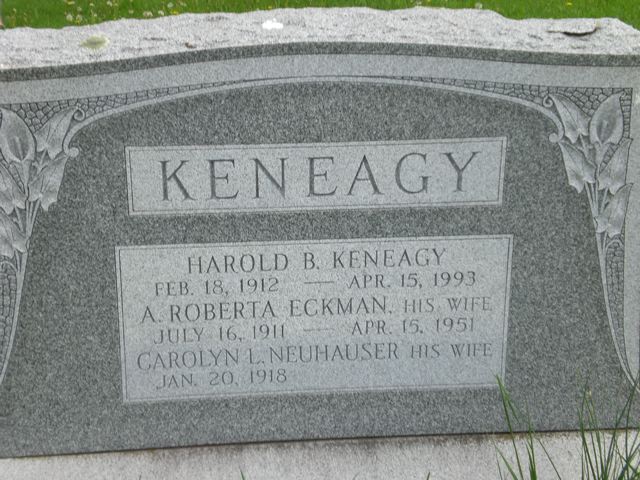 KENEAGY
HAROLD B. KENEAGY
FEB. 18, 1912 — APR. 15, 1993
A. ROBERTA ECKMAN, HIS WIFE
JULY 16, 1911 — APR. 15, 1951
CAROLYN L. NEUHAUSER HIS WIFE
JAN. 20, 1918